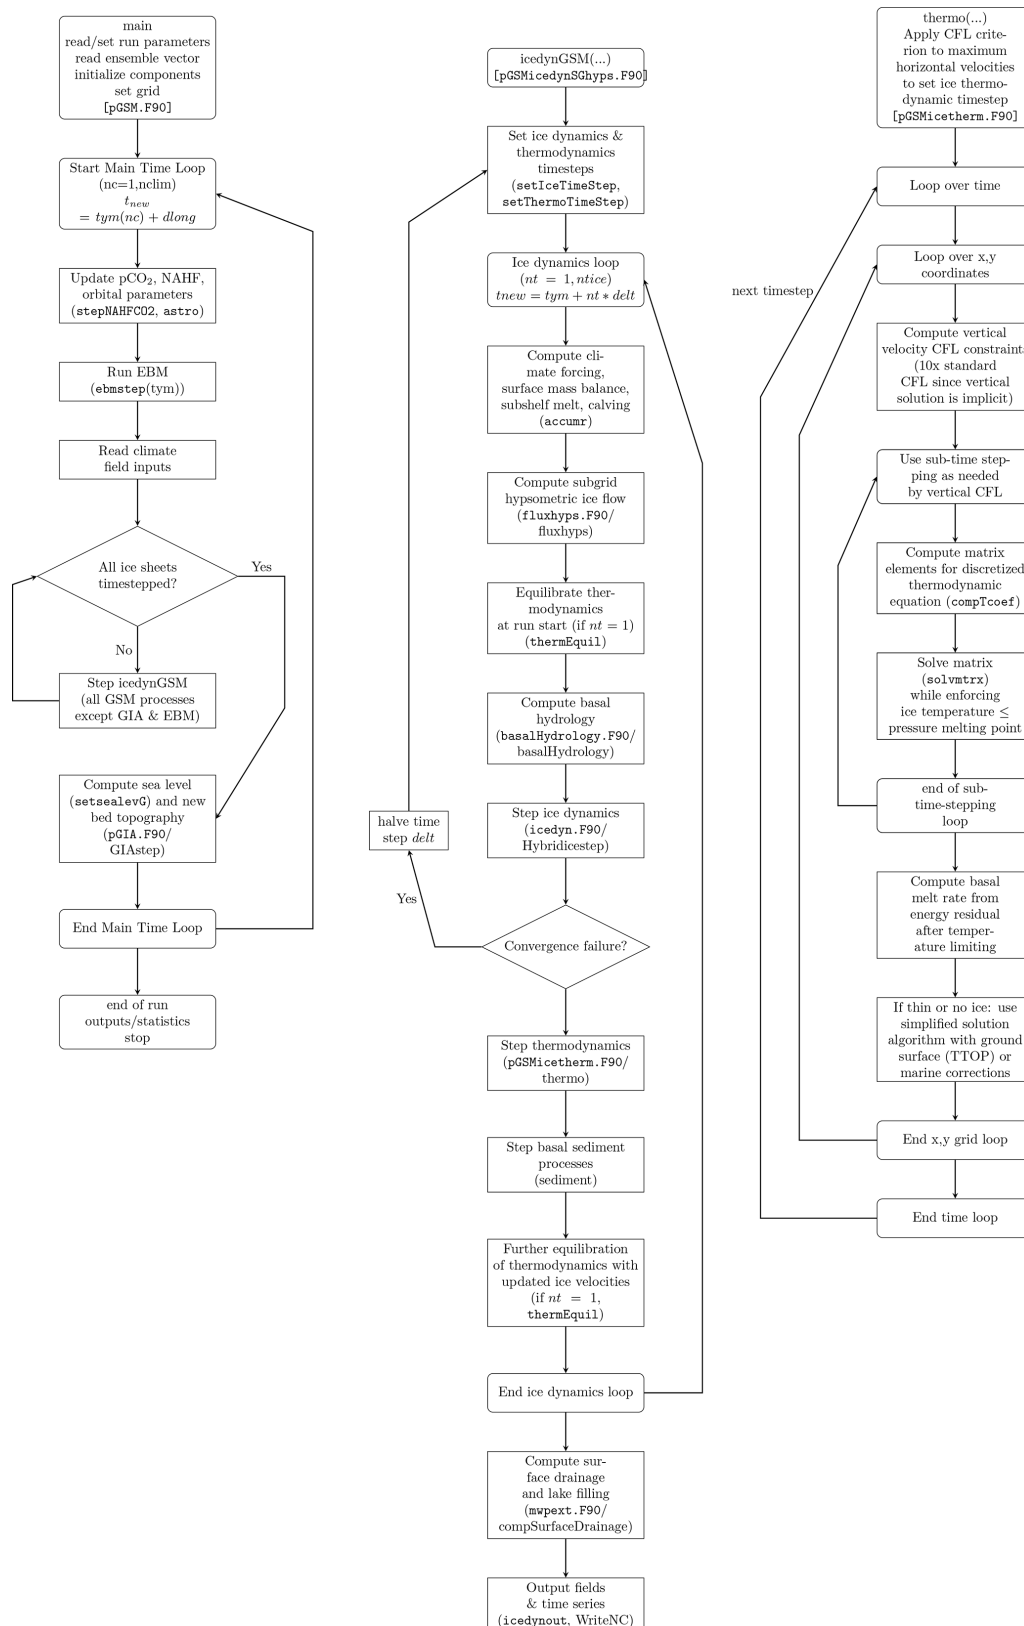 main
read/set run parameters
read ensemble vector
initialize components
set grid
[pGSM.F90]
Start Main Time Loop
(nc=1,nclim)
t_new
= tym(nc) + dlong
Update pCO₂, NAHF,
orbital parameters
(stepNAHFCO2, astro)
Run EBM
(ebmstep(tym))
Read climate
field inputs
All ice sheets
timestepped?
Yes
No
Step icedynGSM
(all GSM processes
except GIA & EBM)
Compute sea level
(setsealevG) and new
bed topography
(pGIA.F90/
GIAstep)
End Main Time Loop
end of run
outputs/statistics
stop
icedynGSM(...)
[pGSMicedynSGhyps.F90]
Set ice dynamics &
thermodynamics
timesteps
(setIceTimeStep,
setThermoTimeStep)
Ice dynamics loop
(nt = 1, ntice)
tnew = tym + nt * delt
Compute cli-
mate forcing,
surface mass balance,
subshelf melt, calving
(accumr)
Compute subgrid
hypsometric ice flow
(fluxhyps.F90/
fluxhyps)
Equilibrate ther-
modynamics
at run start (if nt = 1)
(thermEquil)
Compute basal
hydrology
(basalHydrology.F90/
basalHydrology)
Step ice dynamics
(icedyn.F90/
Hybridicestep)
halve time
step delt
Yes
Convergence failure?
Step thermodynamics
(pGSMicetherm.F90/
thermo)
Step basal sediment
processes
(sediment)
Further equilibration
of thermodynamics with
updated ice velocities
(if nt = 1,
thermEquil)
End ice dynamics loop
Compute sur-
face drainage
and lake filling
(mwpext.F90/
compSurfaceDrainage)
Output fields
& time series
(icedynout, WriteNC)
thermo(...)
Apply CFL crite-
rion to maximum
horizontal velocities
to set ice thermo-
dynamic timestep
[pGSMicetherm.F90]
Loop over time
Loop over x,y
coordinates
next timestep
Compute vertical
velocity CFL constraints
(10x standard
CFL since vertical
solution is implicit)
Use sub-time step-
ping as needed
by vertical CFL
Compute matrix
elements for discretized
thermodynamic
equation (compTcoef)
Solve matrix
(solvmtrx)
while enforcing
ice temperature ≤
pressure melting point
end of sub-
time-stepping
loop
Compute basal
melt rate from
energy residual
after temper-
ature limiting
If thin or no ice: use
simplified solution
algorithm with ground
surface (TTOP) or
marine corrections
End x,y grid loop
End time loop